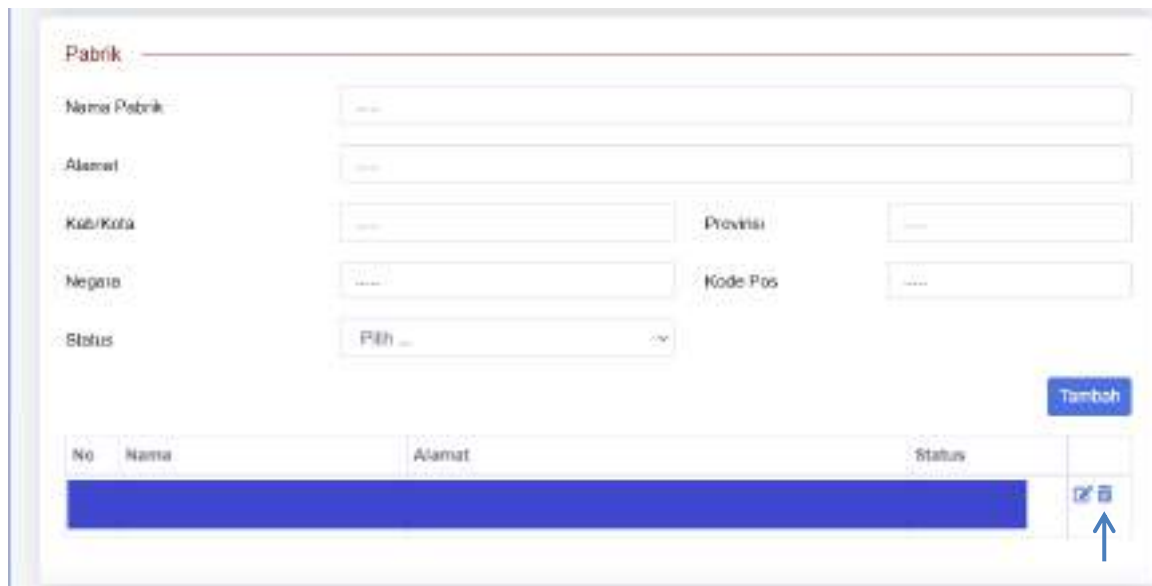 Pabrik
Nama Pabrik .....
Alamat .....
Kab/Kota ..... Provinsi .....
Negara ..... Kode Pos .....
Status Pilih ...
Tambah
No Nama Alamat Status